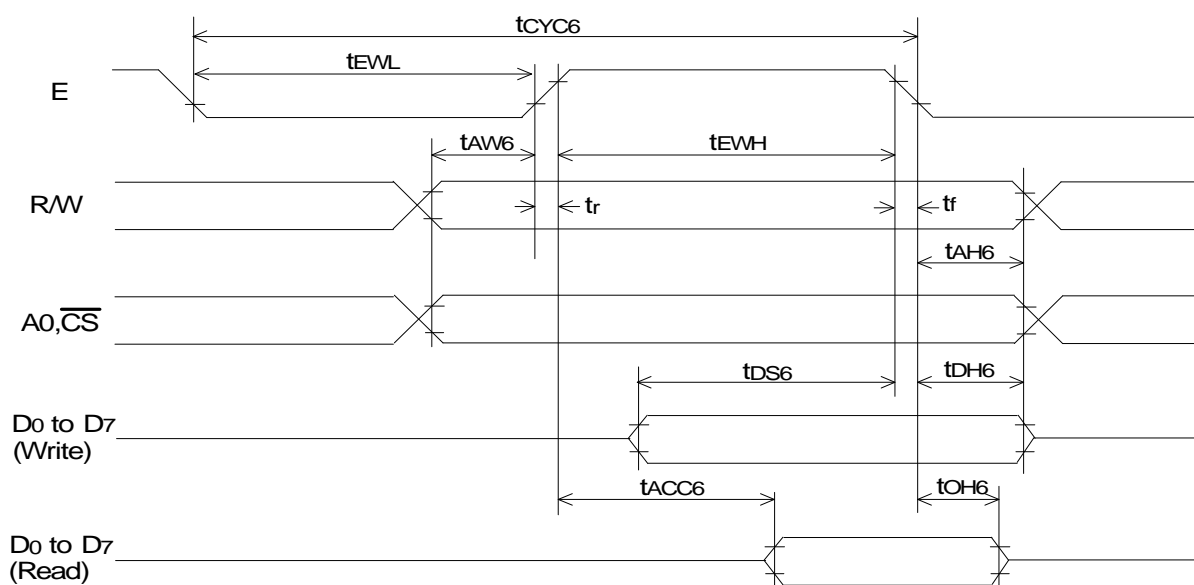 tCYC6
tEWL
E
tAW6
tEWH
R/W
tr
tf
tAH6
A0,C̅S̅
tDS6
tDH6
D0 to D7
(Write)
tACC6
tOH6
D0 to D7
(Read)